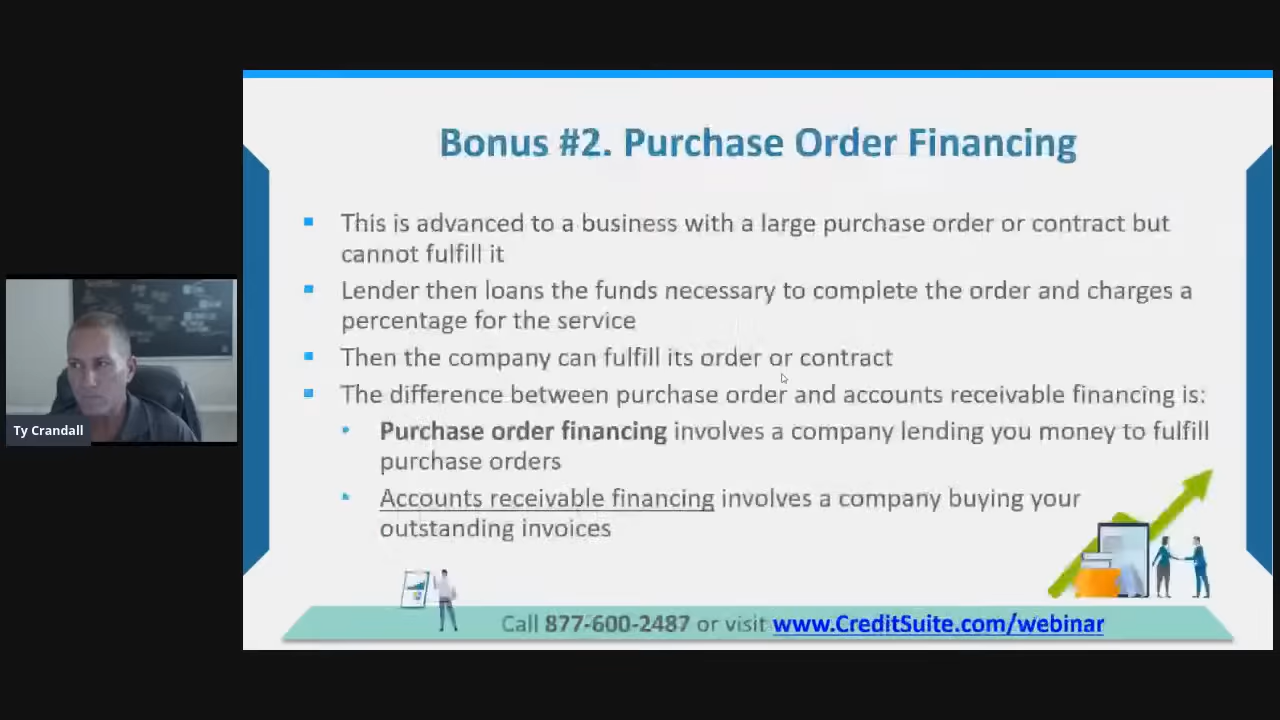 Bonus #2. Purchase Order Financing
This is advanced to a business with a large purchase order or contract but
cannot fulfill it
Lender then loans the funds necessary to complete the order and charges a
percentage for the service
Then the company can fulfill its order or contract
The difference between purchase order and accounts receivable financing is:
Purchase order financing involves a company lending you money to fulfill
purchase orders
Accounts receivable financing involves a company buying your
outstanding invoices
Ty Crandall
Call 877-600-2487 or visit www.CreditSuite.com/webinar